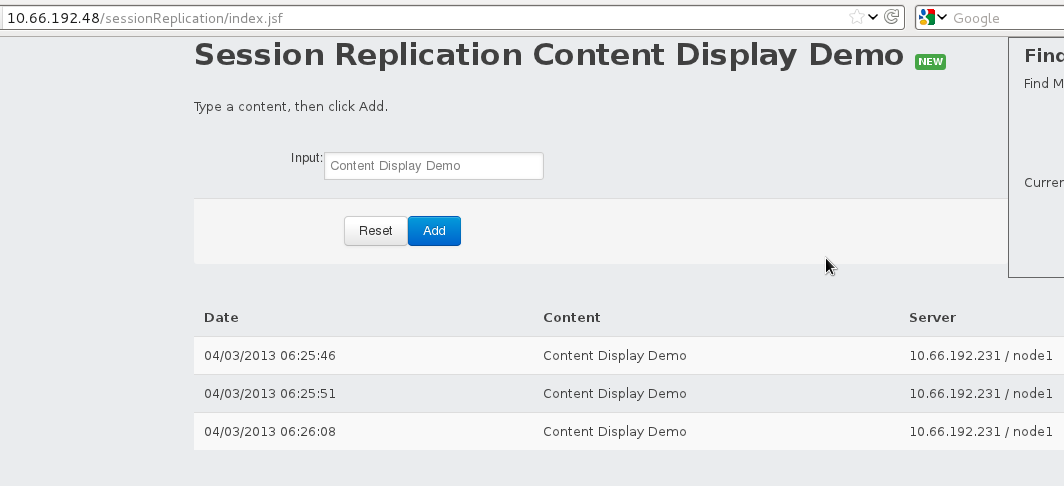 10.66.192.48/sessionReplication/index.jsf
Google
Session Replication Content Display Demo NEW
Type a content, then click Add.
Input: Content Display Demo
Reset Add
Find
Find M
Curren
Date Content Server
04/03/2013 06:25:46 Content Display Demo 10.66.192.231 / node1
04/03/2013 06:25:51 Content Display Demo 10.66.192.231 / node1
04/03/2013 06:26:08 Content Display Demo 10.66.192.231 / node1